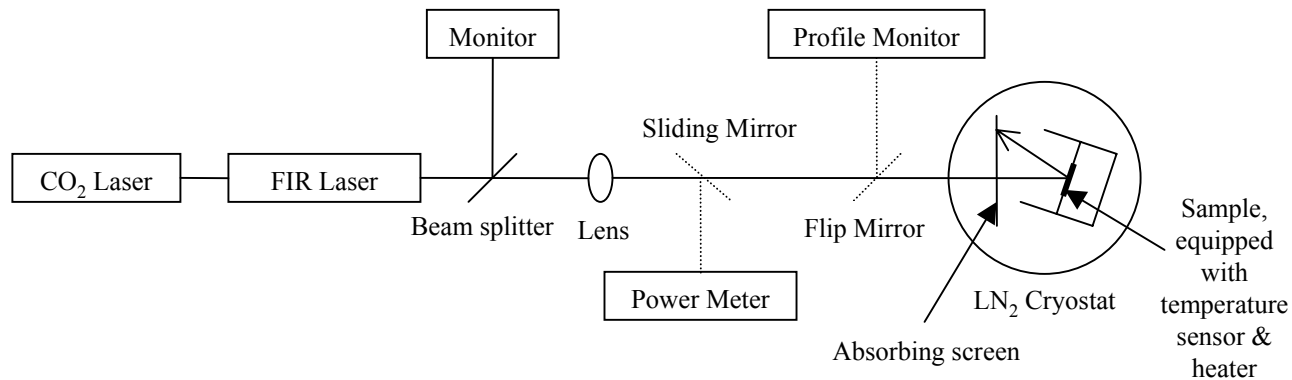 Monitor
Profile Monitor
Sliding Mirror
CO₂ Laser
FIR Laser
Beam splitter
Lens
Flip Mirror
Power Meter
LN₂ Cryostat
Absorbing screen
Sample,
equipped
with
temperature
sensor &
heater